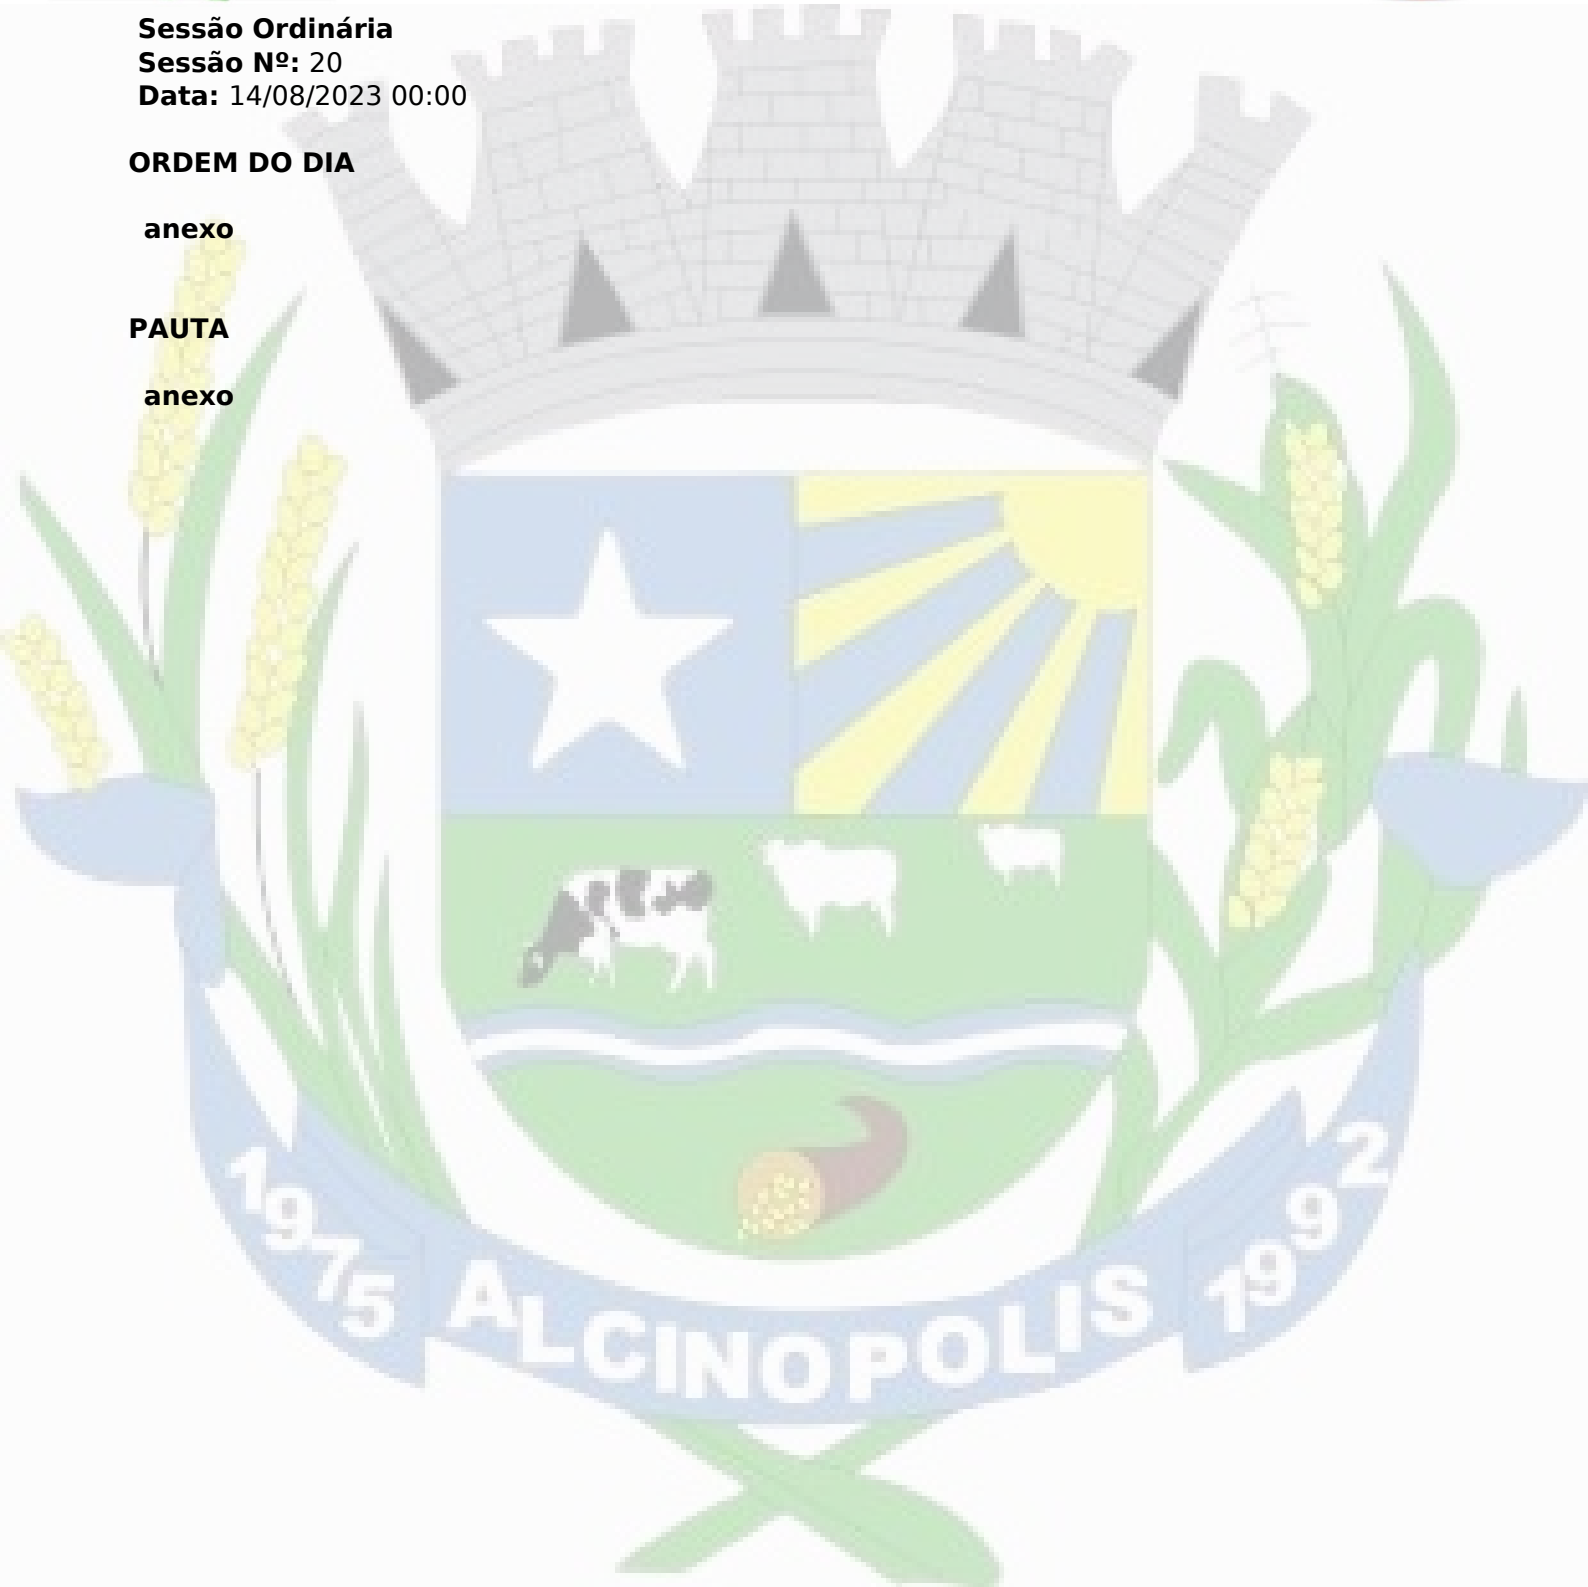 Sessão Ordinária
Sessão Nº: 20
Data: 14/08/2023 00:00
ORDEM DO DIA
anexo
PAUTA
anexo
1975 ALCINOPOLIS 1992